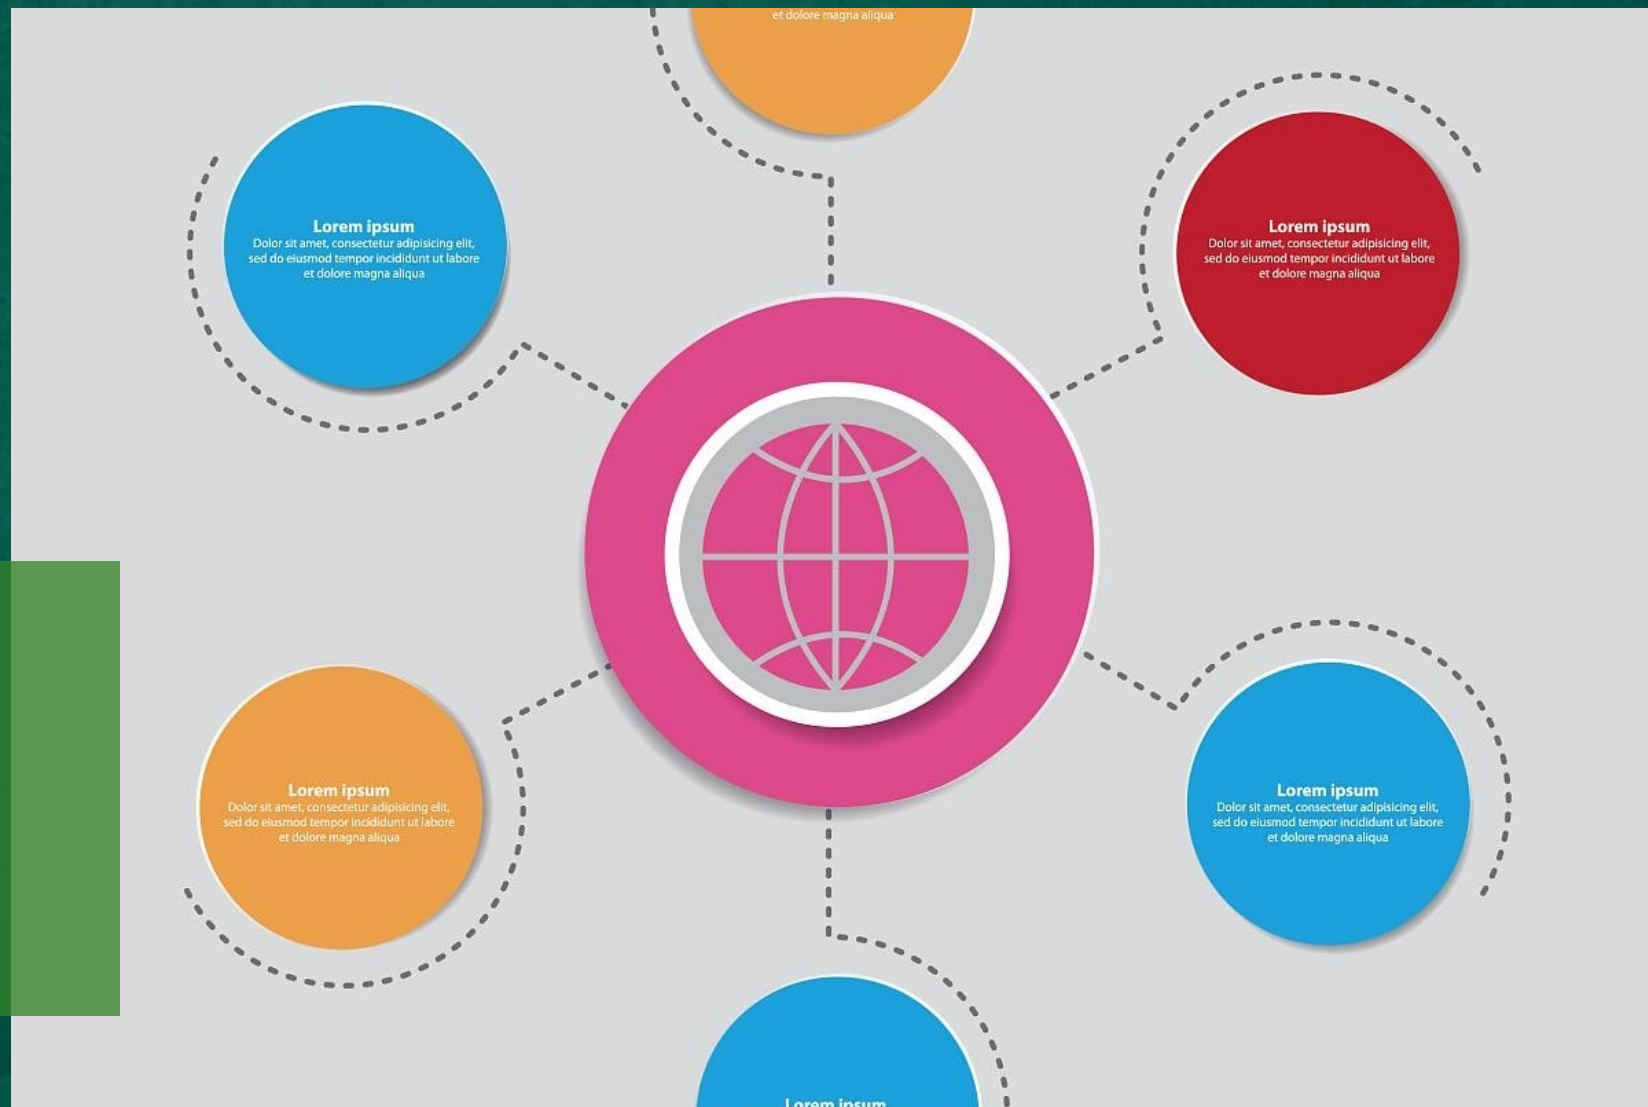 et dolore magna aliqua
Lorem ipsum
Dolor sit amet, consectetur adipisicing elit,
sed do eiusmod tempor incididunt ut labore
et dolore magna aliqua
Lorem ipsum
Dolor sit amet, consectetur adipisicing elit,
sed do eiusmod tempor incididunt ut labore
et dolore magna aliqua
Lorem ipsum
Dolor sit amet, consectetur adipisicing elit,
sed do eiusmod tempor incididunt ut labore
et dolore magna aliqua
Lorem ipsum
Dolor sit amet, consectetur adipisicing elit,
sed do eiusmod tempor incididunt ut labore
et dolore magna aliqua
Lorem ipsum